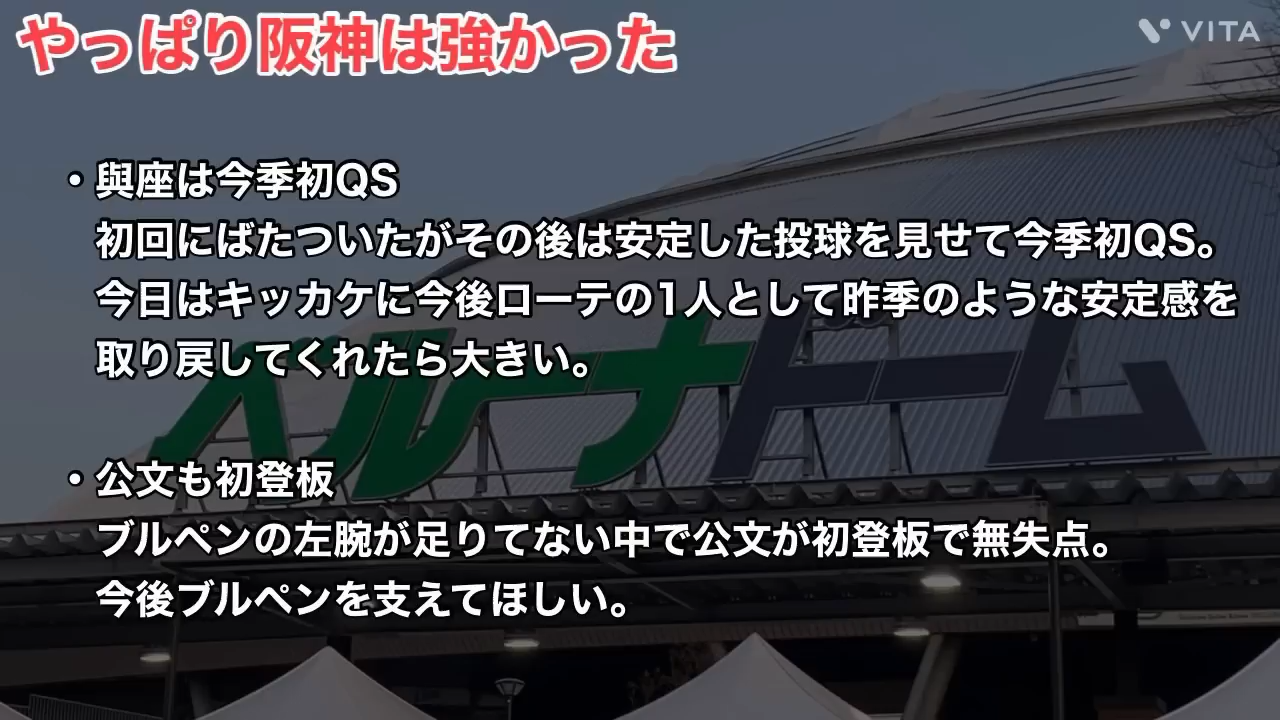 やっぱり阪神は強かった
VITA
・與座は今季初QS
初回にばたついたがその後は安定した投球を見せて今季初QS。
今日はキッカケに今後ローテの1人として昨季のような安定感を
取り戻してくれたら大きい。
ベルーナドーム
・公文も初登板
ブルペンの左腕が足りてない中で公文が初登板で無失点。
今後ブルペンを支えてほしい。